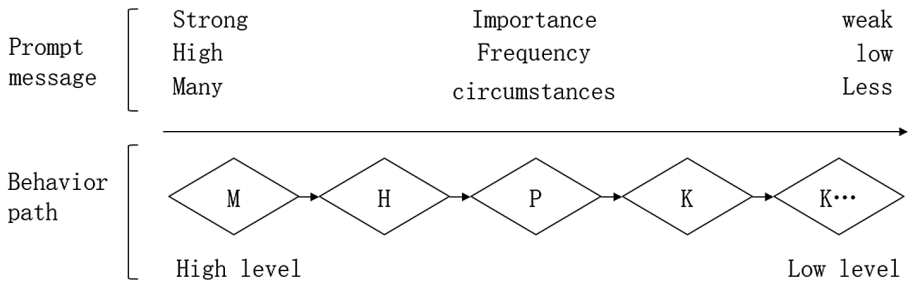 Prompt
message
Strong Importance weak
High Frequency low
Many circumstances Less
Behavior
path
M H P K K⋯
High level Low level